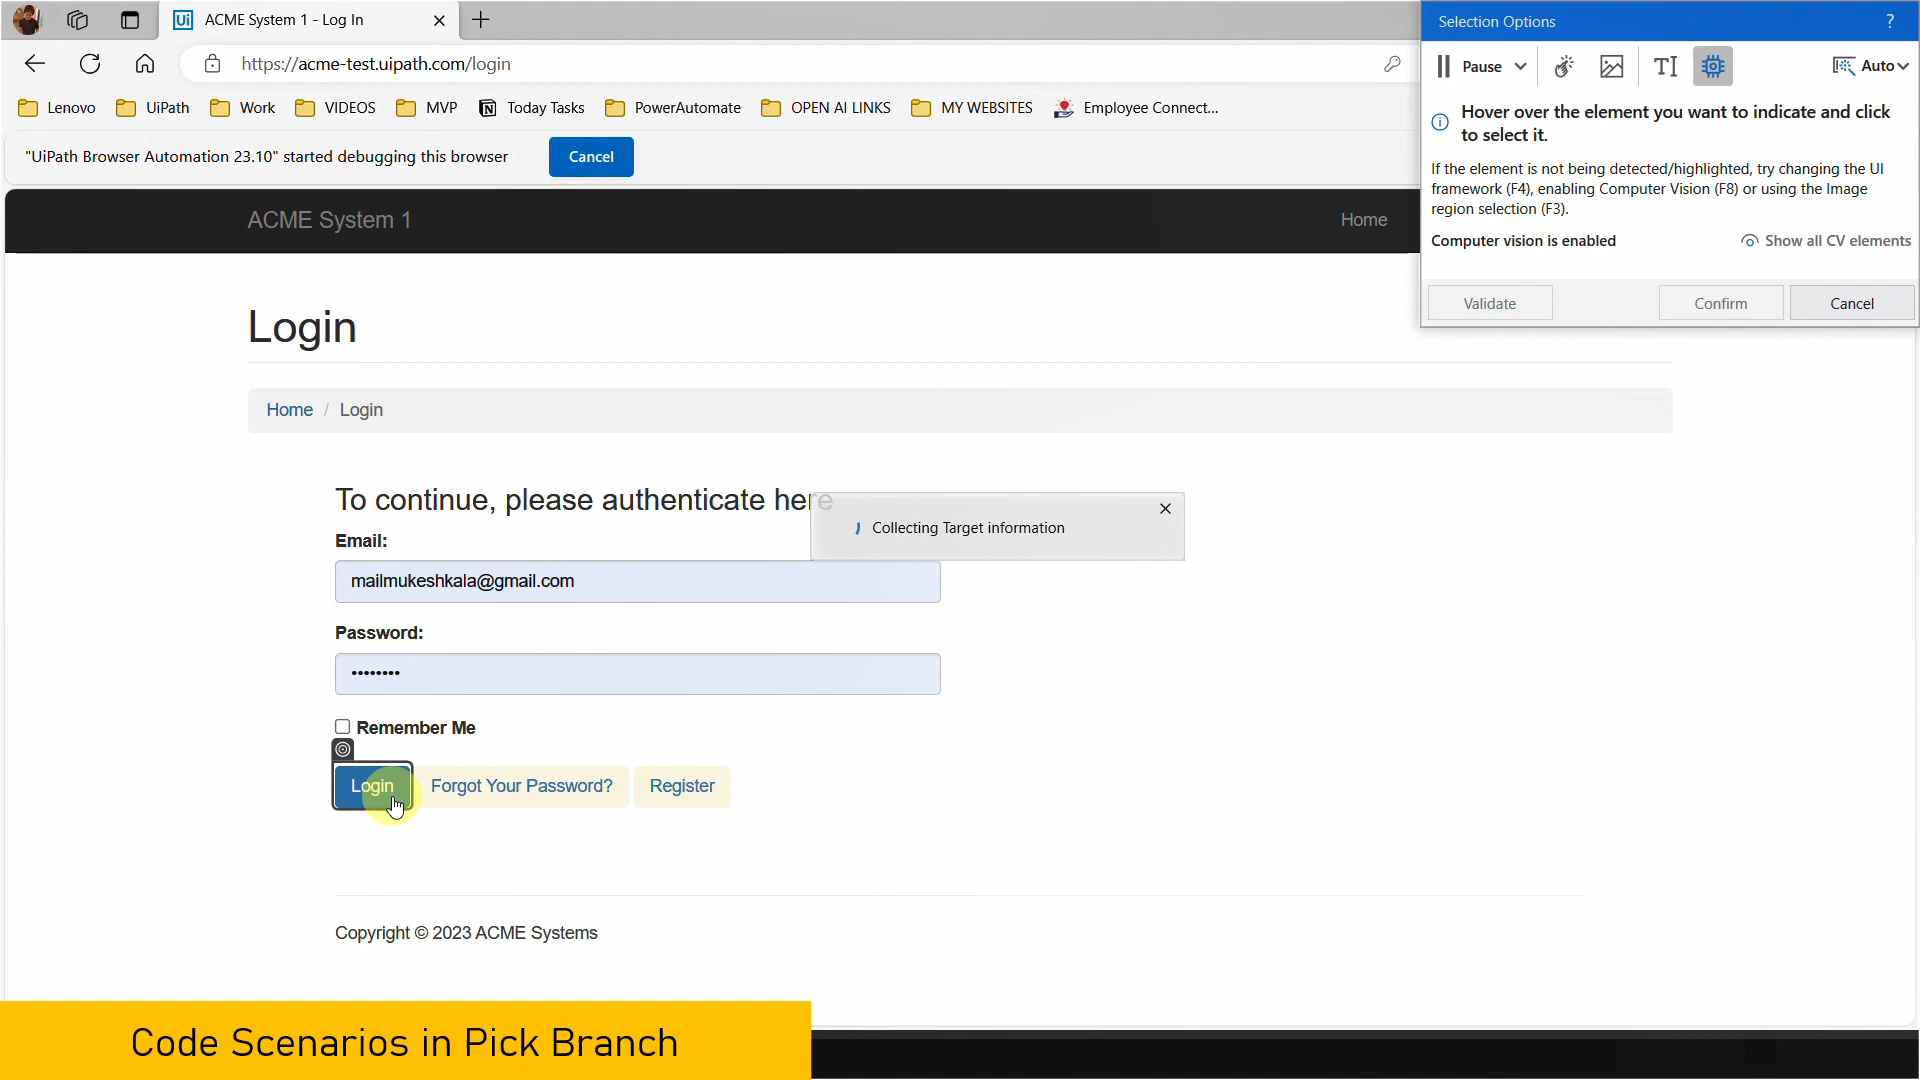 ACME System 1 - Log In
Selection Options
?
https://acme-test.uipath.com/login
Pause
Auto
Lenovo
UiPath
Work
VIDEOS
MVP
Today Tasks
PowerAutomate
OPEN AI LINKS
MY WEBSITES
Employee Connect...
Hover over the element you want to indicate and click
to select it.
"UiPath Browser Automation 23.10" started debugging this browser
Cancel
If the element is not being detected/highlighted, try changing the UI
framework (F4), enabling Computer Vision (F8) or using the Image
region selection (F3).
Computer vision is enabled
Show all CV elements
Validate
Confirm
Cancel
ACME System 1
Home
Login
Home / Login
To continue, please authenticate here
Collecting Target information
Email:
mailmukeshkala@gmail.com
Password:
••••••••
Remember Me
Login
Forgot Your Password?
Register
Copyright © 2023 ACME Systems
Code Scenarios in Pick Branch